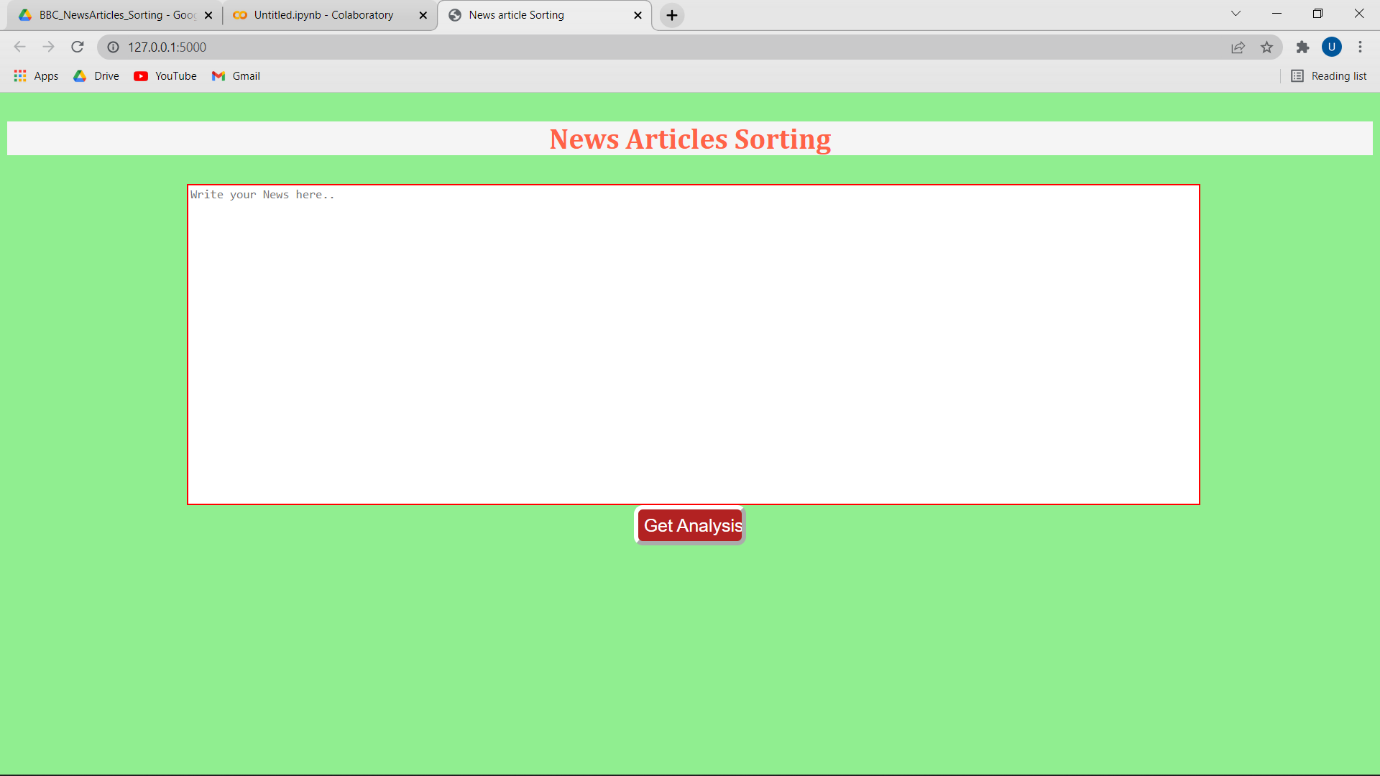 BBC_NewsArticles_Sorting - Goo
Untitled.ipynb - Colaboratory
News article Sorting
127.0.0.1:5000
U
Apps
Drive
YouTube
Gmail
Reading list
News Articles Sorting
Write your News here..
Get Analysis